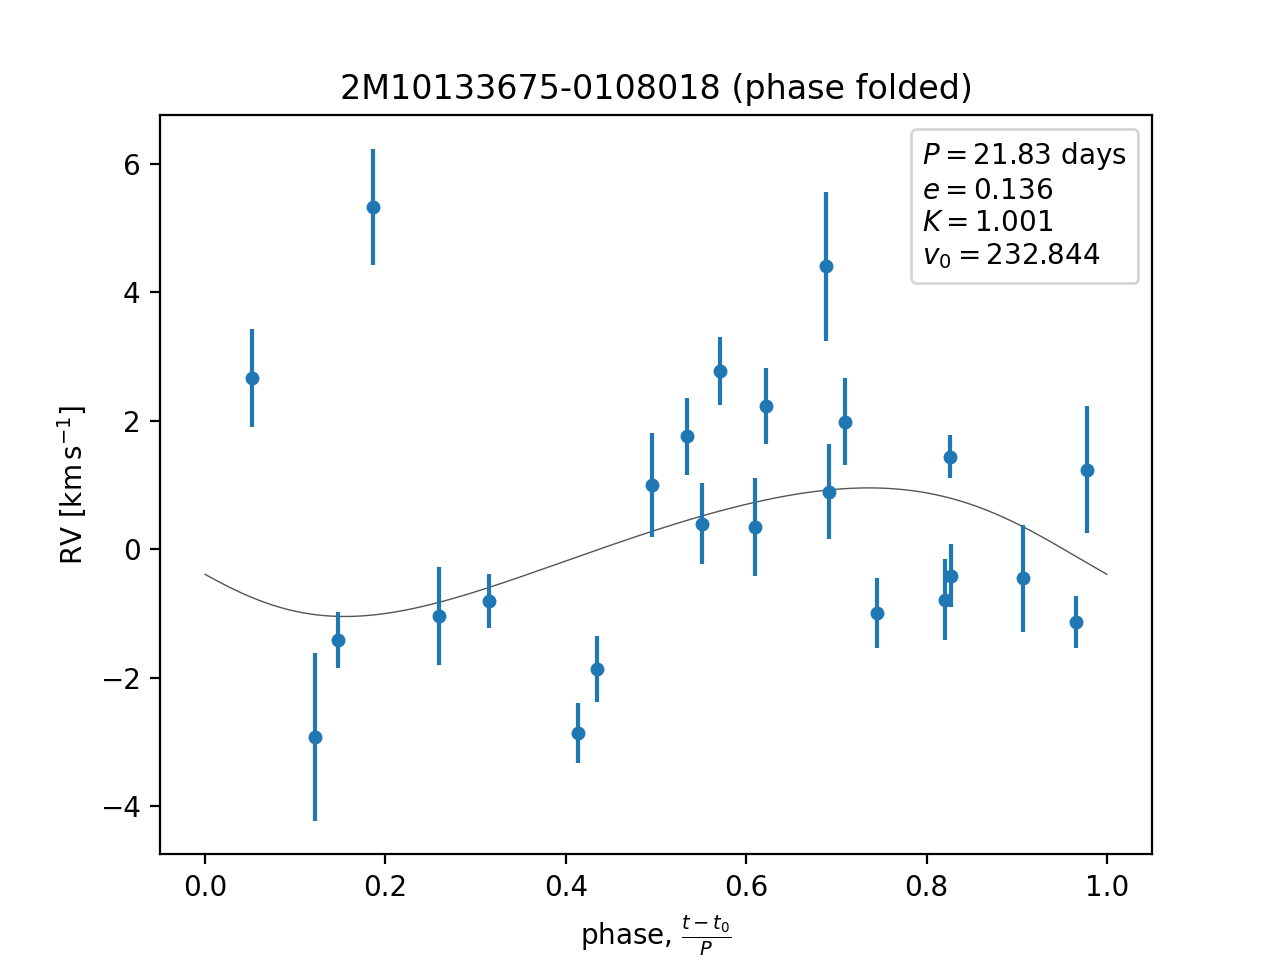 2M10133675-0108018 (phase folded)
P = 21.83 days
e = 0.136
K = 1.001
v₀ = 232.844
RV [km s⁻¹]
6
4
2
0
−2
−4
0.0 0.2 0.4 0.6 0.8 1.0
phase, (t − t₀)/P